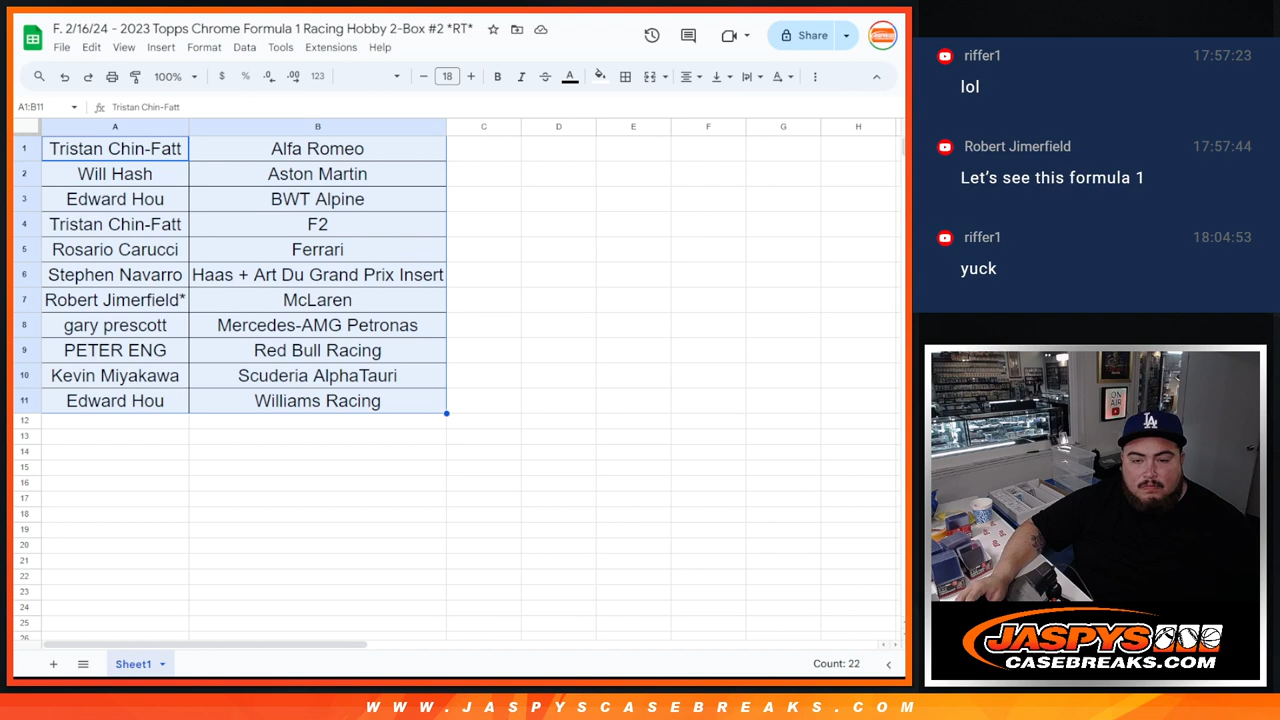 F. 2/16/24 - 2023 Topps Chrome Formula 1 Racing Hobby 2-Box #2 *RT*
Share
File Edit View Insert Format Data Tools Extensions Help
100% $ % .0 .00 123 18 B I A
A1:B11 fx Tristan Chin-Fatt
A B C D E F G H
1 Tristan Chin-Fatt Alfa Romeo
2 Will Hash Aston Martin
3 Edward Hou BWT Alpine
4 Tristan Chin-Fatt F2
5 Rosario Carucci Ferrari
6 Stephen Navarro Haas + Art Du Grand Prix Insert
7 Robert Jimerfield* McLaren
8 gary prescott Mercedes-AMG Petronas
9 PETER ENG Red Bull Racing
10 Kevin Miyakawa Scuderia AlphaTauri
11 Edward Hou Williams Racing
12
13
14
15
16
17
18
19
20
21
22
23
24
25
26
Sheet1
Count: 22
riffer1 17:57:23
lol
Robert Jimerfield 17:57:44
Let’s see this formula 1
riffer1 18:04:53
yuck
ON AIR
LA
JASPYS
CASEBREAKS.COM
WWW.JASPYSCASEBREAKS.COM